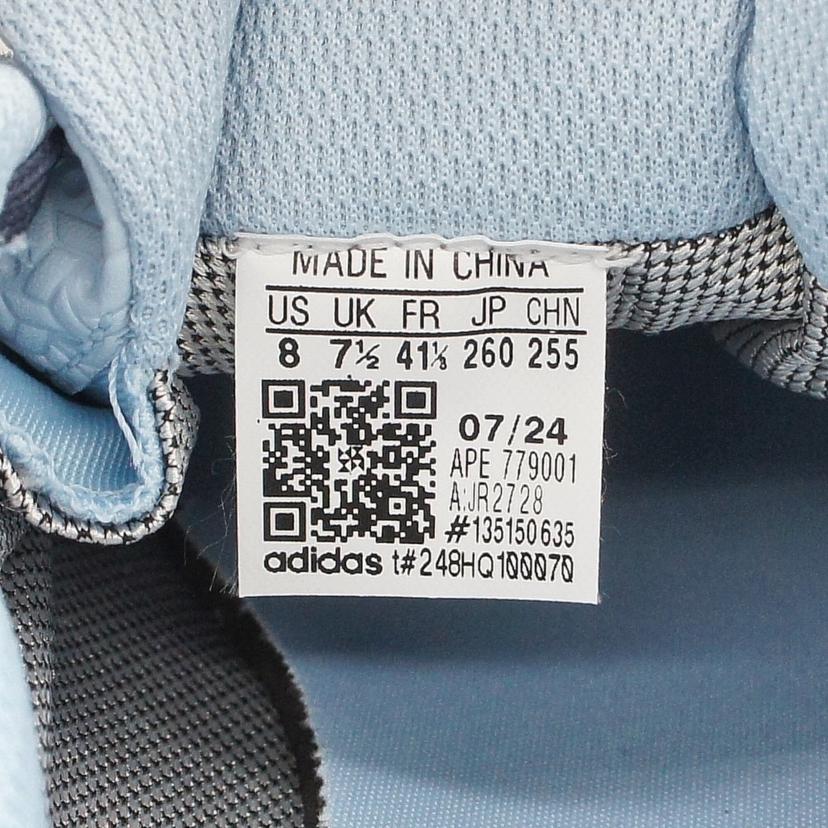 MADE IN CHINA
US UK FR JP CHN
8 7½ 41⅓ 260 255
07/24
APE 779001
A:JR2728
#135150635
adidas t#248HQ100070